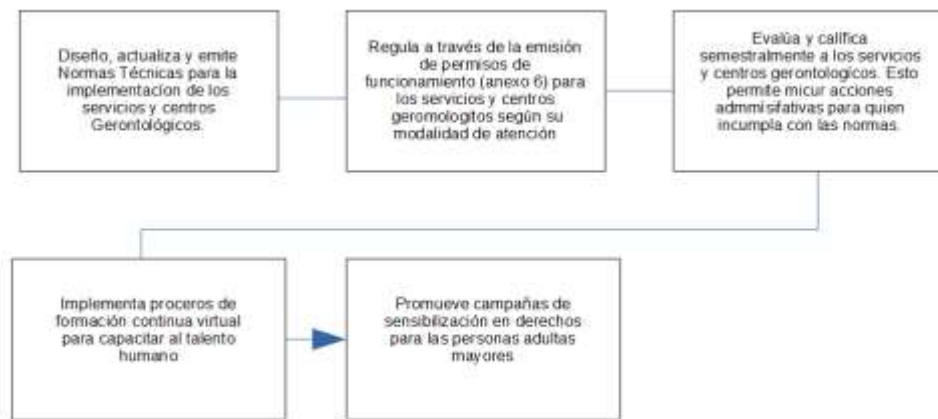 Diseño, actualiza y emite
Normas Técnicas para la
implementacion de los
servicios y centros
Gerontológicos.
Regula a través de la emisión
de permisos de
funcionamiento (anexo 6) para
los servicios y centros
geromologitos según su
modalidad de atención
Evalúa y califica
semestralmente a los servicios
y centros gerontologícos. Esto
permite micur acciones
admmisifativas para quien
incumpla con las normas.
Implementa proceros de
formación continua virtual
para capacitar al talento
humano
Promueve campañas de
sensibilización en derechos
para las personas adultas
mayores